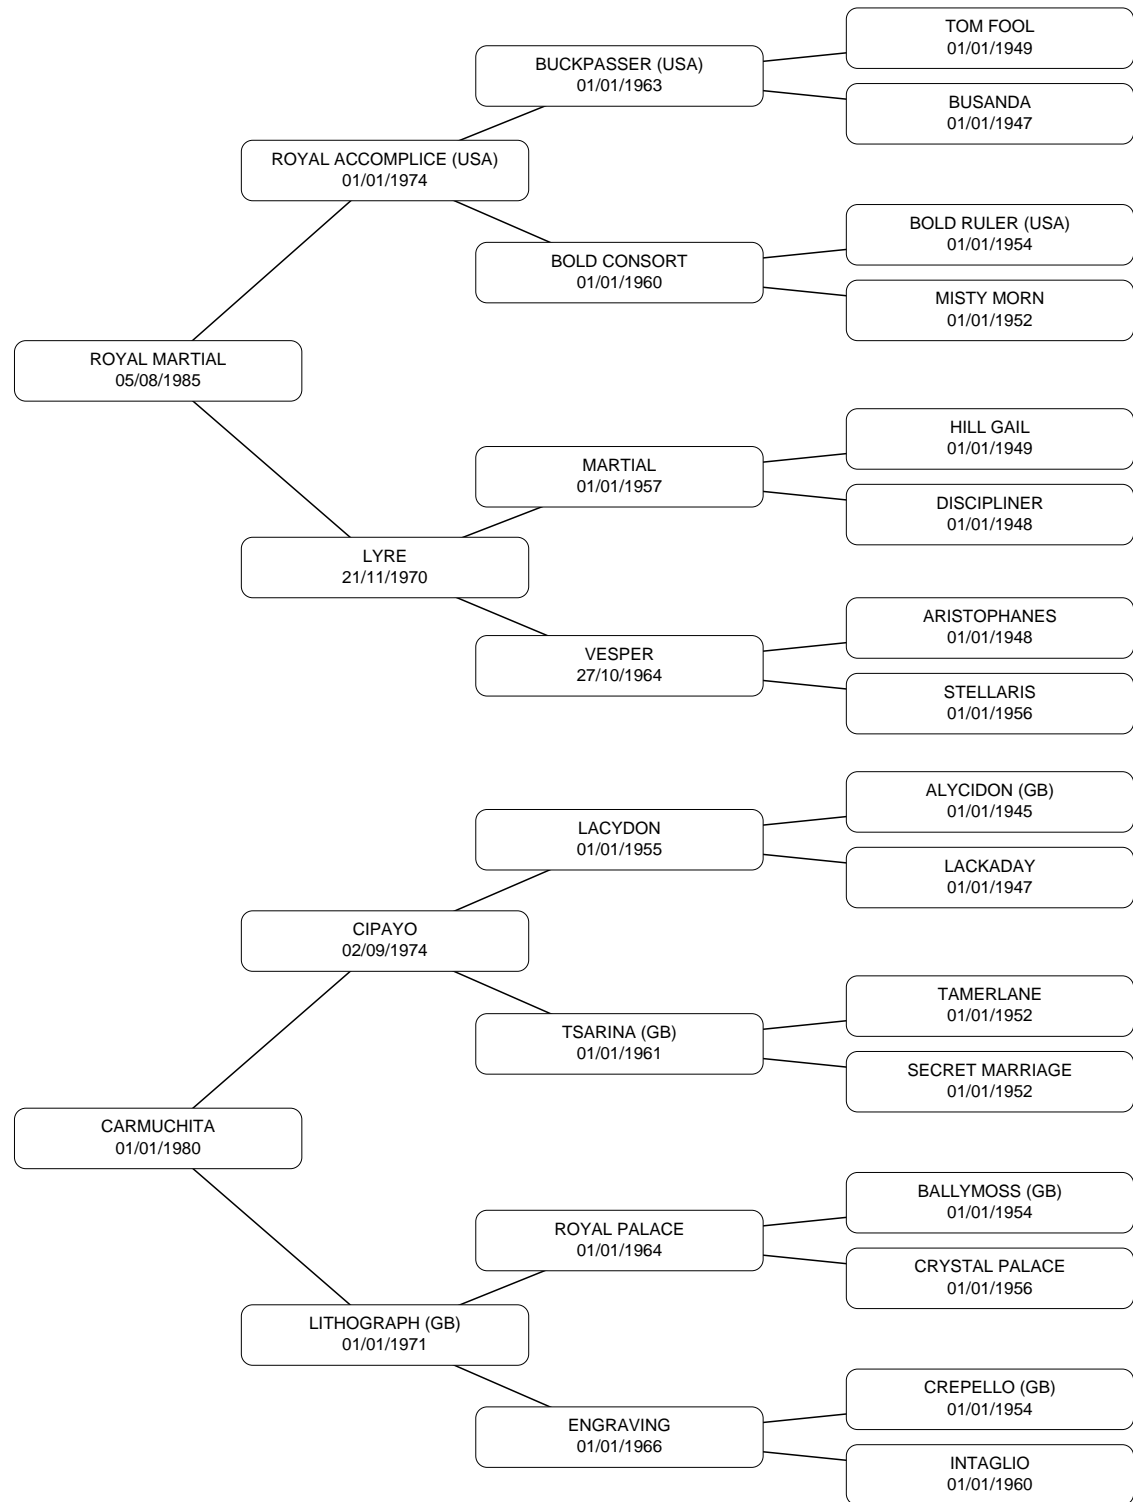 TOM FOOL
01/01/1949
BUCKPASSER (USA)
01/01/1963
BUSANDA
01/01/1947
ROYAL ACCOMPLICE (USA)
01/01/1974
BOLD RULER (USA)
01/01/1954
BOLD CONSORT
01/01/1960
MISTY MORN
01/01/1952
ROYAL MARTIAL
05/08/1985
HILL GAIL
01/01/1949
MARTIAL
01/01/1957
DISCIPLINER
01/01/1948
LYRE
21/11/1970
ARISTOPHANES
01/01/1948
VESPER
27/10/1964
STELLARIS
01/01/1956
ALYCIDON (GB)
01/01/1945
LACYDON
01/01/1955
LACKADAY
01/01/1947
CIPAYO
02/09/1974
TAMERLANE
01/01/1952
TSARINA (GB)
01/01/1961
SECRET MARRIAGE
01/01/1952
CARMUCHITA
01/01/1980
BALLYMOSS (GB)
01/01/1954
ROYAL PALACE
01/01/1964
CRYSTAL PALACE
01/01/1956
LITHOGRAPH (GB)
01/01/1971
CREPELLO (GB)
01/01/1954
ENGRAVING
01/01/1966
INTAGLIO
01/01/1960